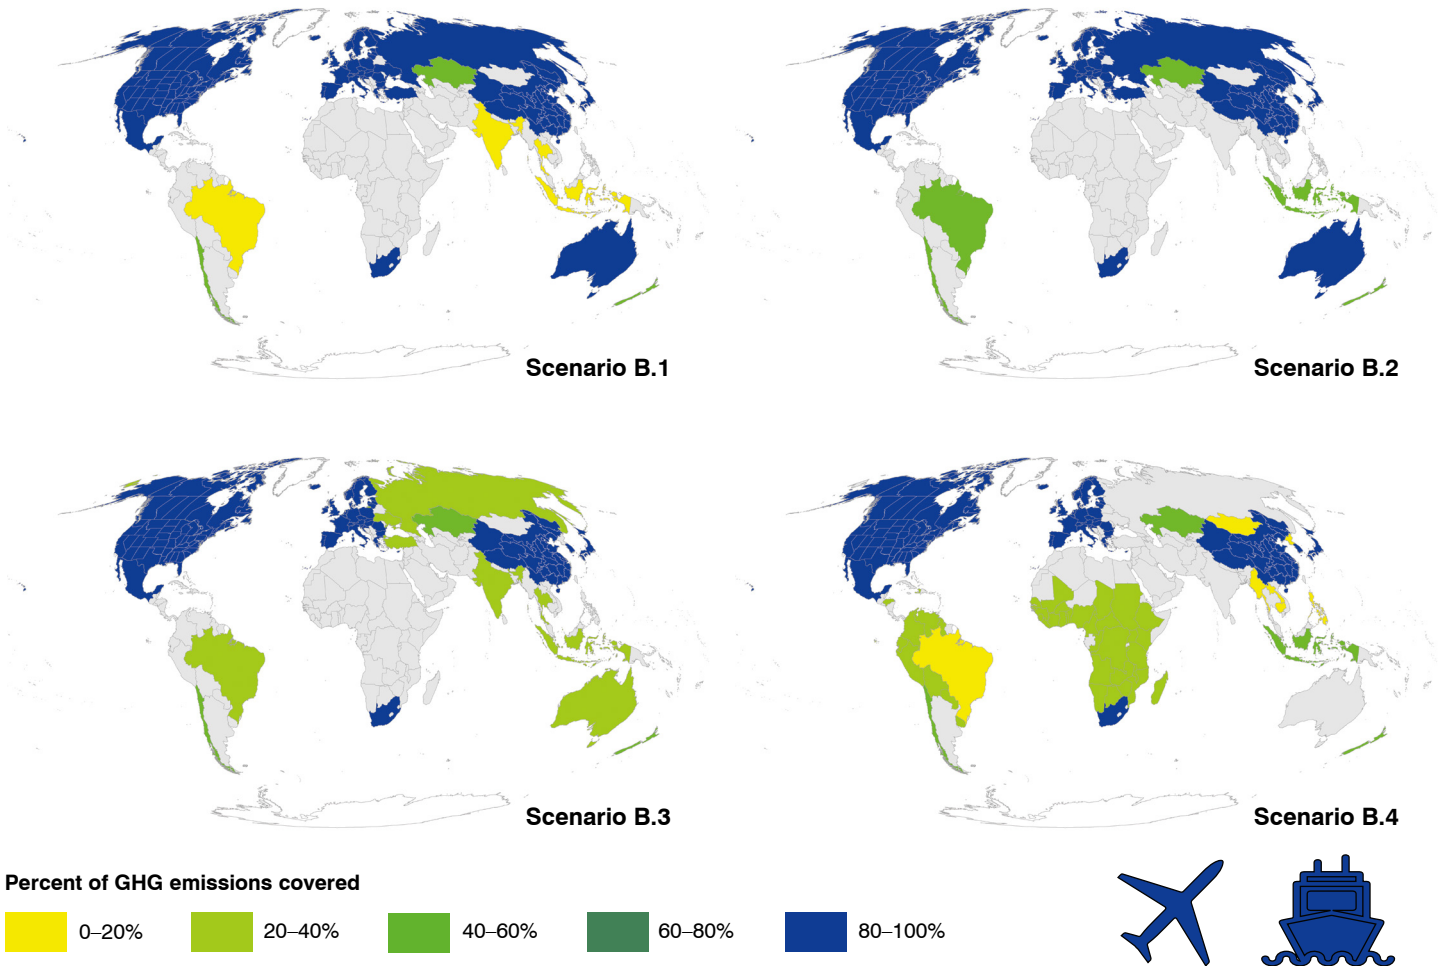 Scenario B.1
Scenario B.2
Scenario B.3
Scenario B.4
Percent of GHG emissions covered
0–20%
20–40%
40–60%
60–80%
80–100%